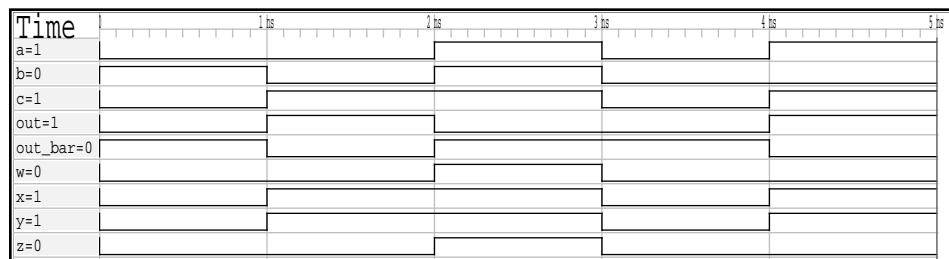 Time 0 1 ns 2 ns 3 ns 4 ns 5 ns
a=1
b=0
c=1
out=1
out_bar=0
w=0
x=1
y=1
z=0